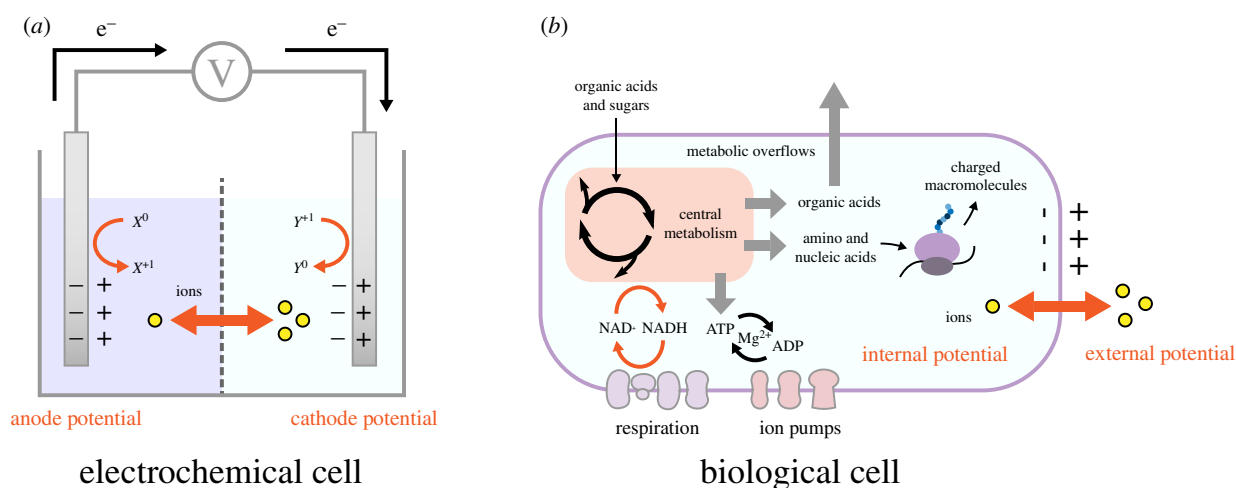 (a)
e⁻
e⁻
V
X⁰
X⁺¹
Y⁺¹
Y⁰
− +
− +
− +
− +
− +
− +
ions
anode potential
cathode potential
electrochemical cell
(b)
organic acids
and sugars
metabolic overflows
central
metabolism
organic acids
amino and
nucleic acids
charged
macromolecules
- +
- +
- +
NAD⁺ NADH
ATP
Mg²⁺
ADP
ions
internal potential
external potential
respiration
ion pumps
biological cell